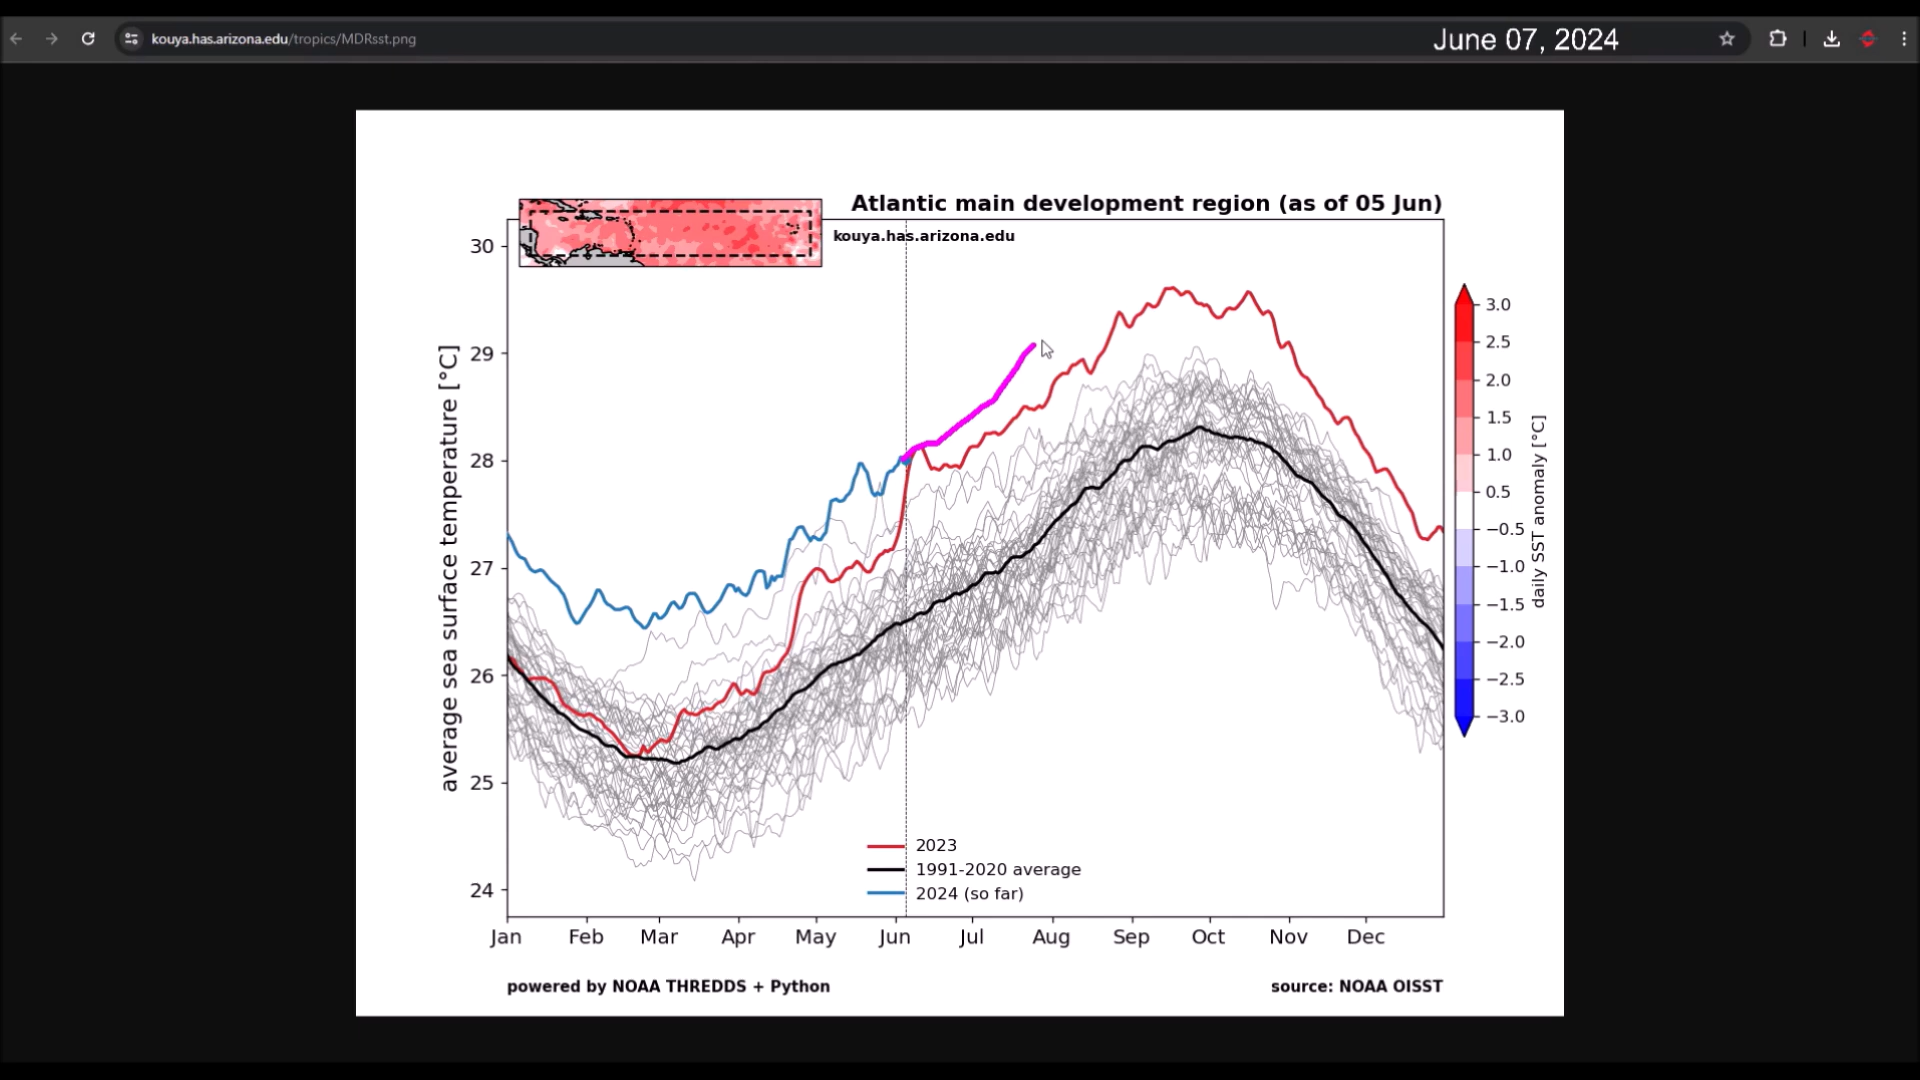 kouya.has.arizona.edu/tropics/MDRsst.png
June 07, 2024
Atlantic main development region (as of 05 Jun)
kouya.has.arizona.edu
average sea surface temperature [°C]
30
29
28
27
26
25
24
Jan Feb Mar Apr May Jun Jul Aug Sep Oct Nov Dec
2023
1991-2020 average
2024 (so far)
3.0
2.5
2.0
1.5
1.0
0.5
−0.5
−1.0
−1.5
−2.0
−2.5
−3.0
daily SST anomaly [°C]
powered by NOAA THREDDS + Python
source: NOAA OISST